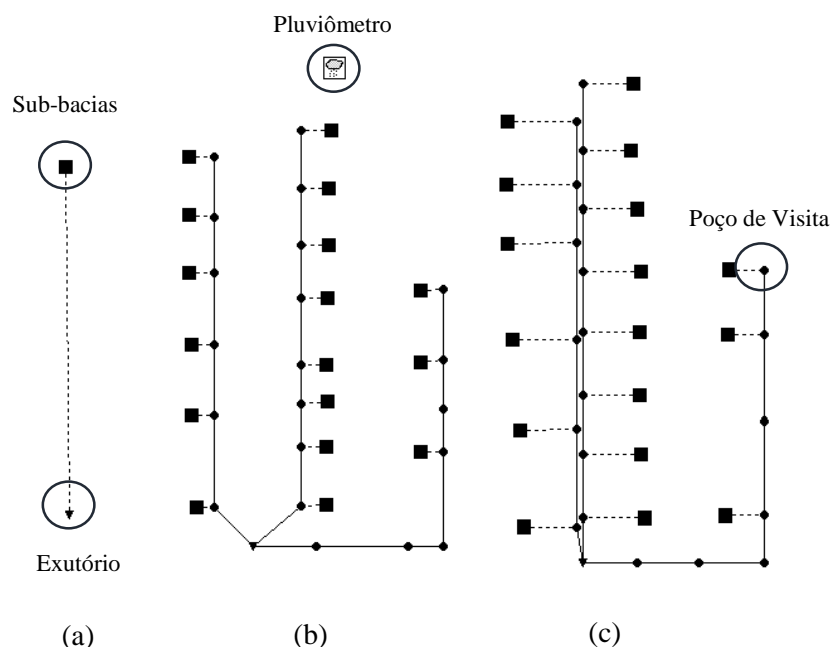 Pluviômetro
Sub-bacias
Poço de Visita
Exutório
(a)
(b)
(c)